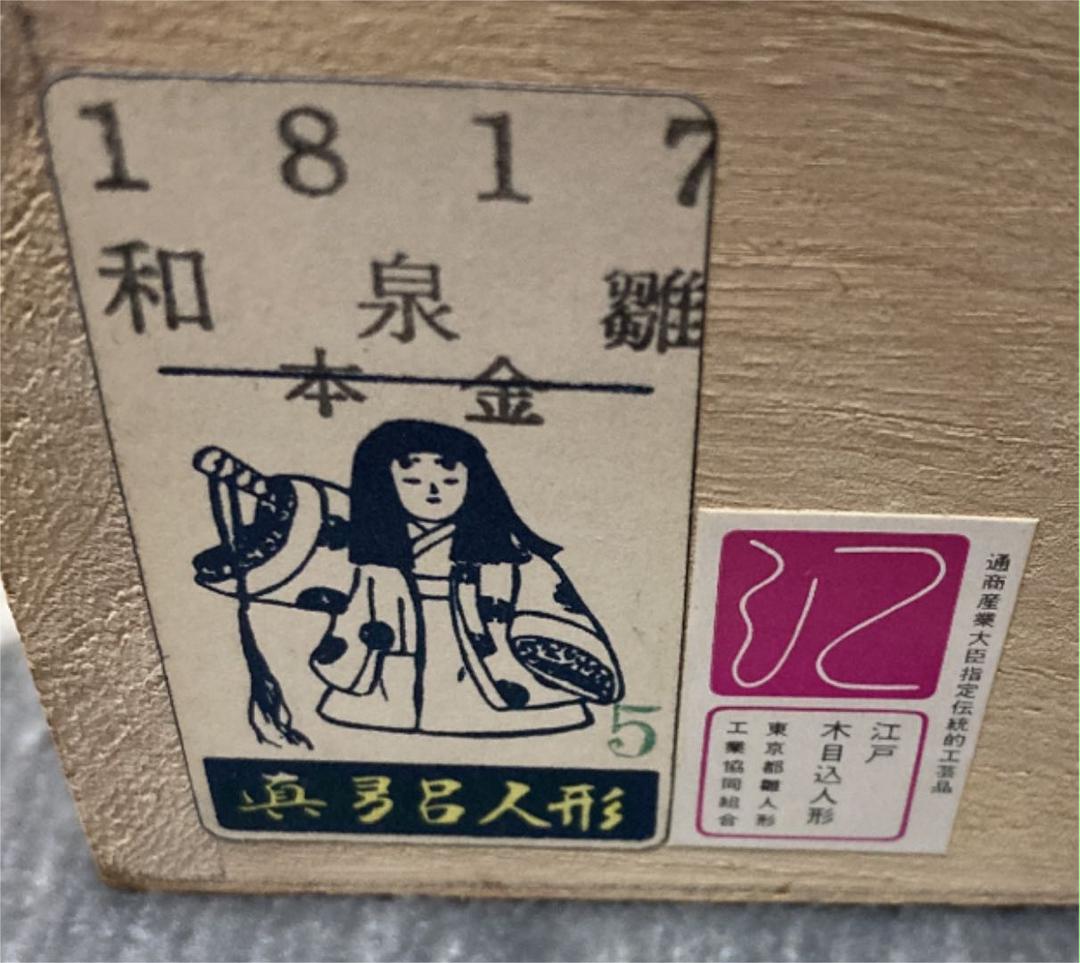 1817
和泉雛
本金
5
真多呂人形
江
通商産業大臣指定伝統的工芸品
江戸
木目込人形
東京都雛人形
工業協同組合